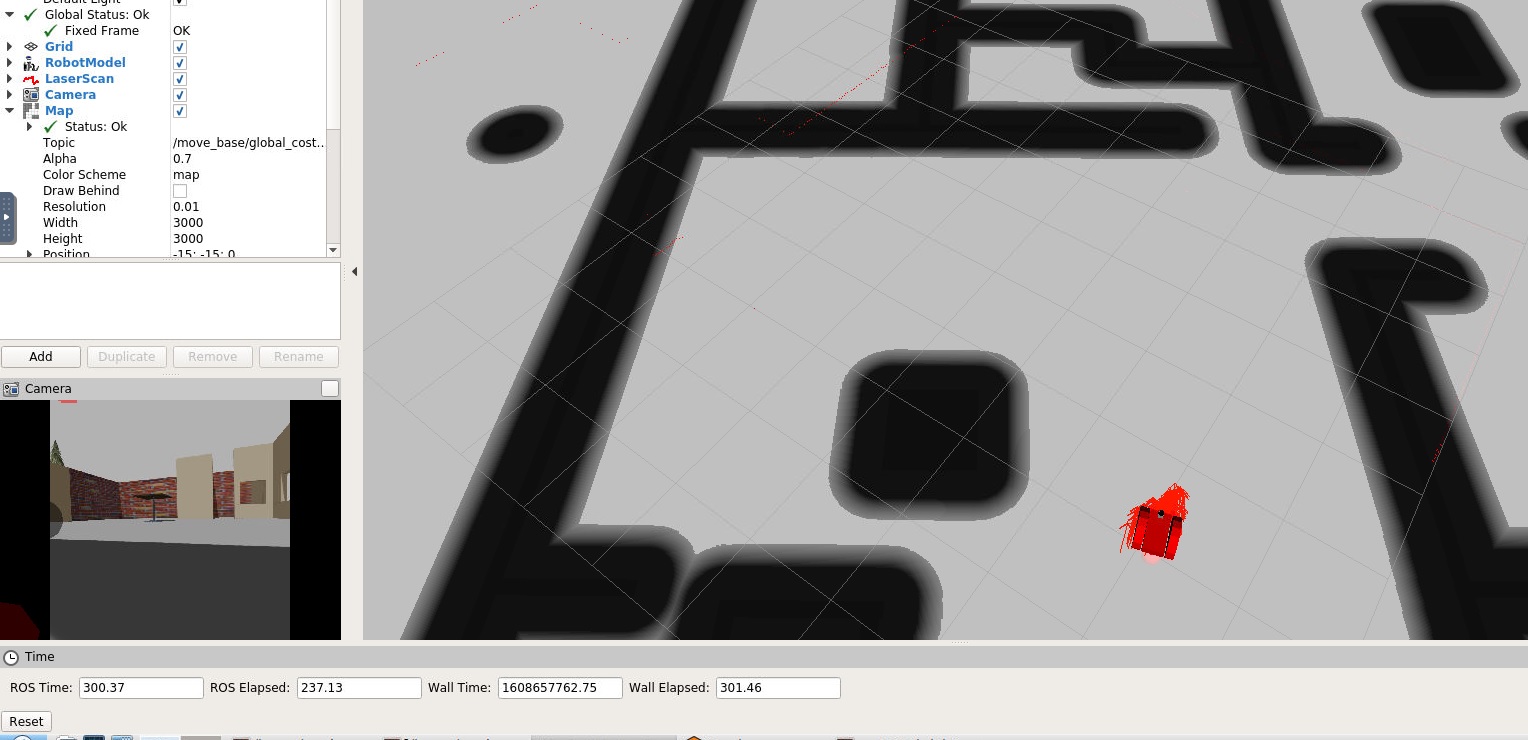 Default Light
Global Status: Ok
Fixed Frame OK
Grid
RobotModel
LaserScan
Camera
Map
Status: Ok
Topic /move_base/global_cost...
Alpha 0.7
Color Scheme map
Draw Behind
Resolution 0.01
Width 3000
Height 3000
Position -15; -15; 0
Add Duplicate Remove Rename
Camera
Time
ROS Time: 300.37 ROS Elapsed: 237.13 Wall Time: 1608657762.75 Wall Elapsed: 301.46
Reset